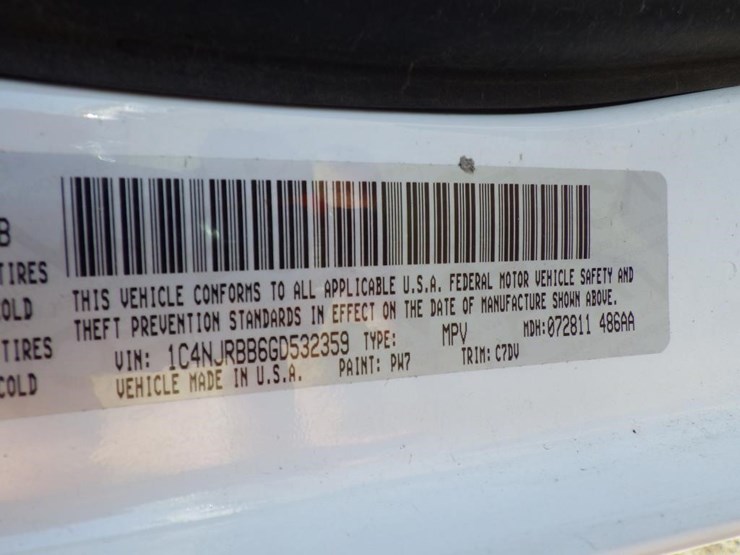 B
TIRES
OLD
TIRES
COLD
THIS VEHICLE CONFORMS TO ALL APPLICABLE U.S.A. FEDERAL MOTOR VEHICLE SAFETY AND
THEFT PREVENTION STANDARDS IN EFFECT ON THE DATE OF MANUFACTURE SHOWN ABOVE.
VIN: 1C4NJRBB6GD532359 TYPE: MPV MDH:072811 486AA
VEHICLE MADE IN U.S.A. PAINT: PW7 TRIM: C7DV